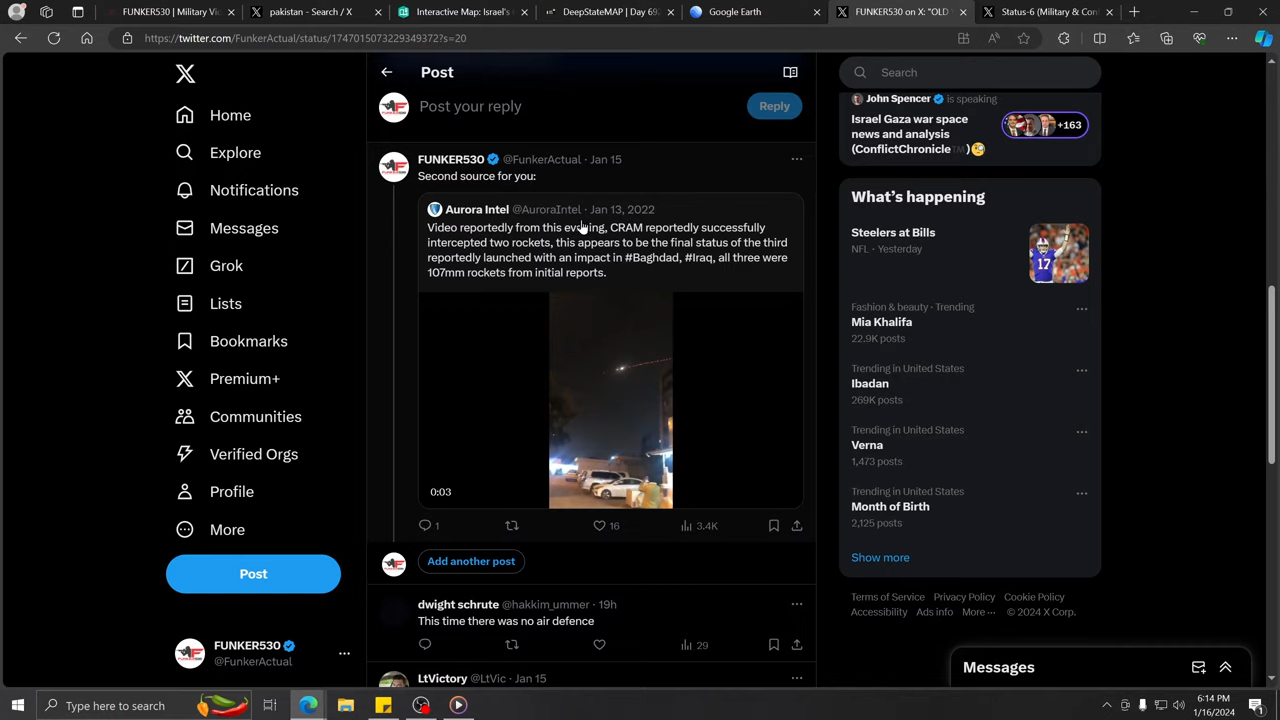 FUNKER530 | Military Vi
pakistan - Search / X
Interactive Map: Israel's
DeepStateMAP | Day 69
Google Earth
FUNKER530 on X: "OLD
Status-6 (Military & Con
https://twitter.com/FunkerActual/status/1747015073229349372?s=20
Home
Explore
Notifications
Messages
Grok
Lists
Bookmarks
Premium+
Communities
Verified Orgs
Profile
More
Post
FUNKER530
@FunkerActual
Post
Post your reply
Reply
FUNKER530 @FunkerActual · Jan 15
Second source for you:
Aurora Intel @AuroraIntel · Jan 13, 2022
Video reportedly from this evening, CRAM reportedly successfully
intercepted two rockets, this appears to be the final status of the third
reportedly launched with an impact in #Baghdad, #Iraq, all three were
107mm rockets from initial reports.
0:03
1
16
3.4K
Add another post
dwight schrute @hakkim_ummer · 19h
This time there was no air defence
29
LtVictory @LtVic · Jan 15
Search
John Spencer is speaking
Israel Gaza war space
news and analysis
(ConflictChronicle™)
+163
What's happening
Steelers at Bills
NFL · Yesterday
17
Fashion & beauty · Trending
Mia Khalifa
22.9K posts
Trending in United States
Ibadan
269K posts
Trending in United States
Verna
1,473 posts
Trending in United States
Month of Birth
2,125 posts
Show more
Terms of Service Privacy Policy Cookie Policy
Accessibility Ads info More ··· © 2024 X Corp.
Messages
Type here to search
6:14 PM
1/16/2024